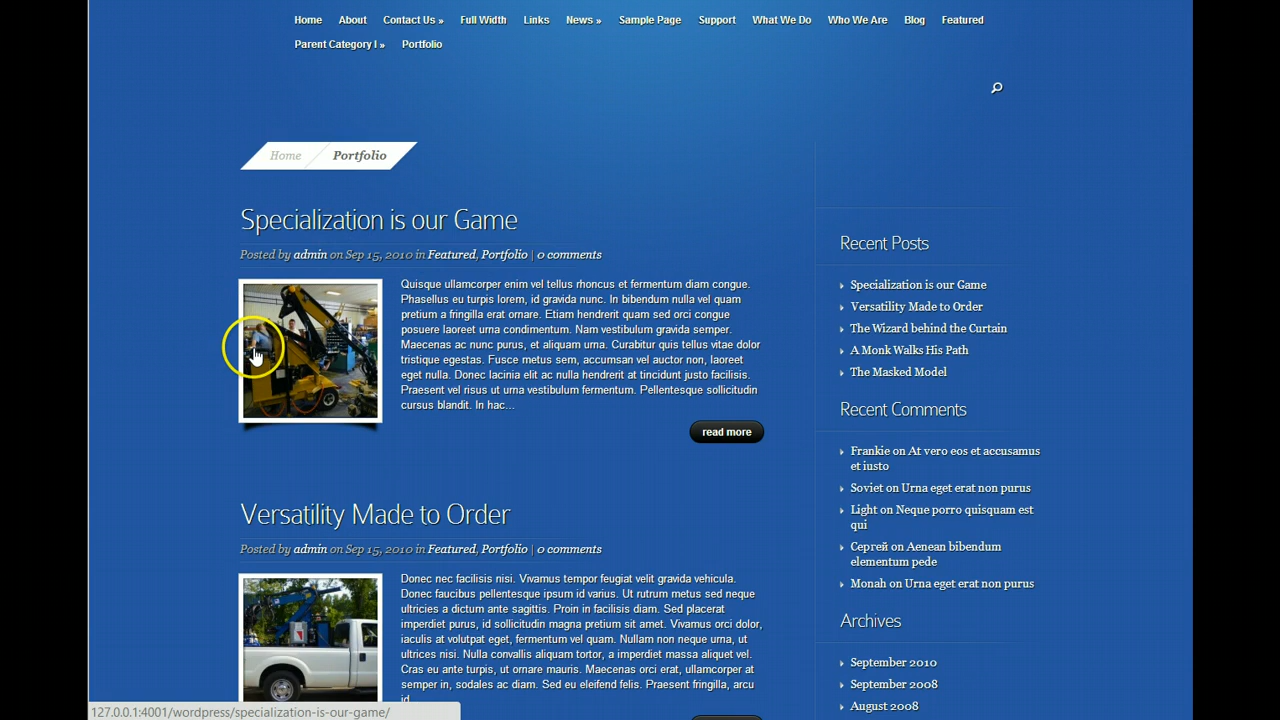 Home About Contact Us » Full Width Links News » Sample Page Support What We Do Who We Are Blog Featured
Parent Category I » Portfolio
Home Portfolio
Specialization is our Game
Posted by admin on Sep 15, 2010 in Featured, Portfolio | 0 comments
Quisque ullamcorper enim vel tellus rhoncus et fermentum diam congue.
Phasellus eu turpis lorem, id gravida nunc. In bibendum nulla vel quam
pretium a fringilla erat ornare. Etiam hendrerit quam sed orci congue
posuere laoreet urna condimentum. Nam vestibulum gravida semper.
Maecenas ac nunc purus, et aliquam urna. Curabitur quis tellus vitae dolor
tristique egestas. Fusce metus sem, accumsan vel auctor non, laoreet
eget nulla. Donec lacinia elit ac nulla hendrerit at tincidunt justo facilisis.
Praesent vel risus ut urna vestibulum fermentum. Pellentesque sollicitudin
cursus blandit. In hac...
read more
Versatility Made to Order
Posted by admin on Sep 15, 2010 in Featured, Portfolio | 0 comments
Donec nec facilisis nisi. Vivamus tempor feugiat velit gravida vehicula.
Donec faucibus pellentesque ipsum id varius. Ut rutrum metus sed neque
ultricies a dictum ante sagittis. Proin in facilisis diam. Sed placerat
imperdiet purus, id sollicitudin magna pretium sit amet. Vivamus orci dolor,
iaculis at volutpat eget, fermentum vel quam. Nullam non neque urna, ut
ultrices nisi. Nulla convallis aliquam tortor, a imperdiet massa aliquet vel.
Cras eu ante turpis, ut ornare mauris. Maecenas orci erat, ullamcorper at
semper in, sodales ac diam. Sed eu eleifend felis. Praesent fringilla, arcu
id
Recent Posts
Specialization is our Game
Versatility Made to Order
The Wizard behind the Curtain
A Monk Walks His Path
The Masked Model
Recent Comments
Frankie on At vero eos et accusamus
et iusto
Soviet on Urna eget erat non purus
Light on Neque porro quisquam est
qui
Сергей on Aenean bibendum
elementum pede
Monah on Urna eget erat non purus
Archives
September 2010
September 2008
August 2008
127.0.0.1:4001/wordpress/specialization-is-our-game/